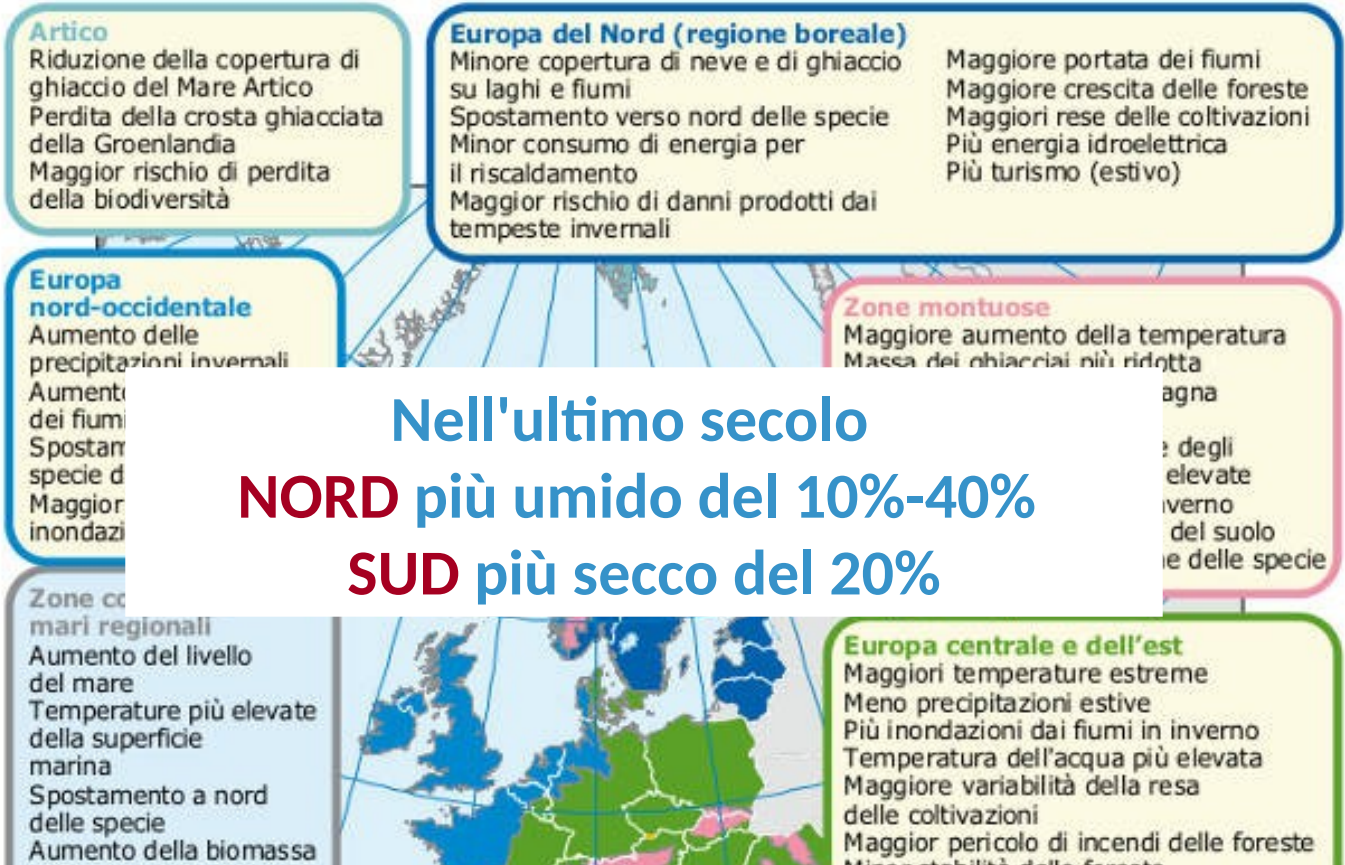 Artico
Riduzione della copertura di
ghiaccio del Mare Artico
Perdita della crosta ghiacciata
della Groenlandia
Maggior rischio di perdita
della biodiversità
Europa del Nord (regione boreale)
Minore copertura di neve e di ghiaccio
su laghi e fiumi
Spostamento verso nord delle specie
Minor consumo di energia per
il riscaldamento
Maggior rischio di danni prodotti dai
tempeste invernali
Maggiore portata dei fiumi
Maggiore crescita delle foreste
Maggiori rese delle coltivazioni
Più energia idroelettrica
Più turismo (estivo)
Europa
nord-occidentale
Aumento delle
precipitazioni invernali
Aumento
dei fiumi
specie
Maggior
Zone montuose
Maggiore aumento della temperatura
Massa dei ghiacciai più ridotta
degli
elevate
del suolo
delle specie
Nell'ultimo secolo
NORD più umido del 10%-40%
SUD più secco del 20%
Zone
mari regionali
Aumento del livello
del mare
Temperature più elevate
della superficie
marina
Spostamento a nord
delle specie
Aumento della biomassa
Europa centrale e dell'est
Maggiori temperature estreme
Meno precipitazioni estive
Più inondazioni dai fiumi in inverno
Temperatura dell'acqua più elevata
Maggiore variabilità della resa
delle coltivazioni
Maggior pericolo di incendi delle foreste